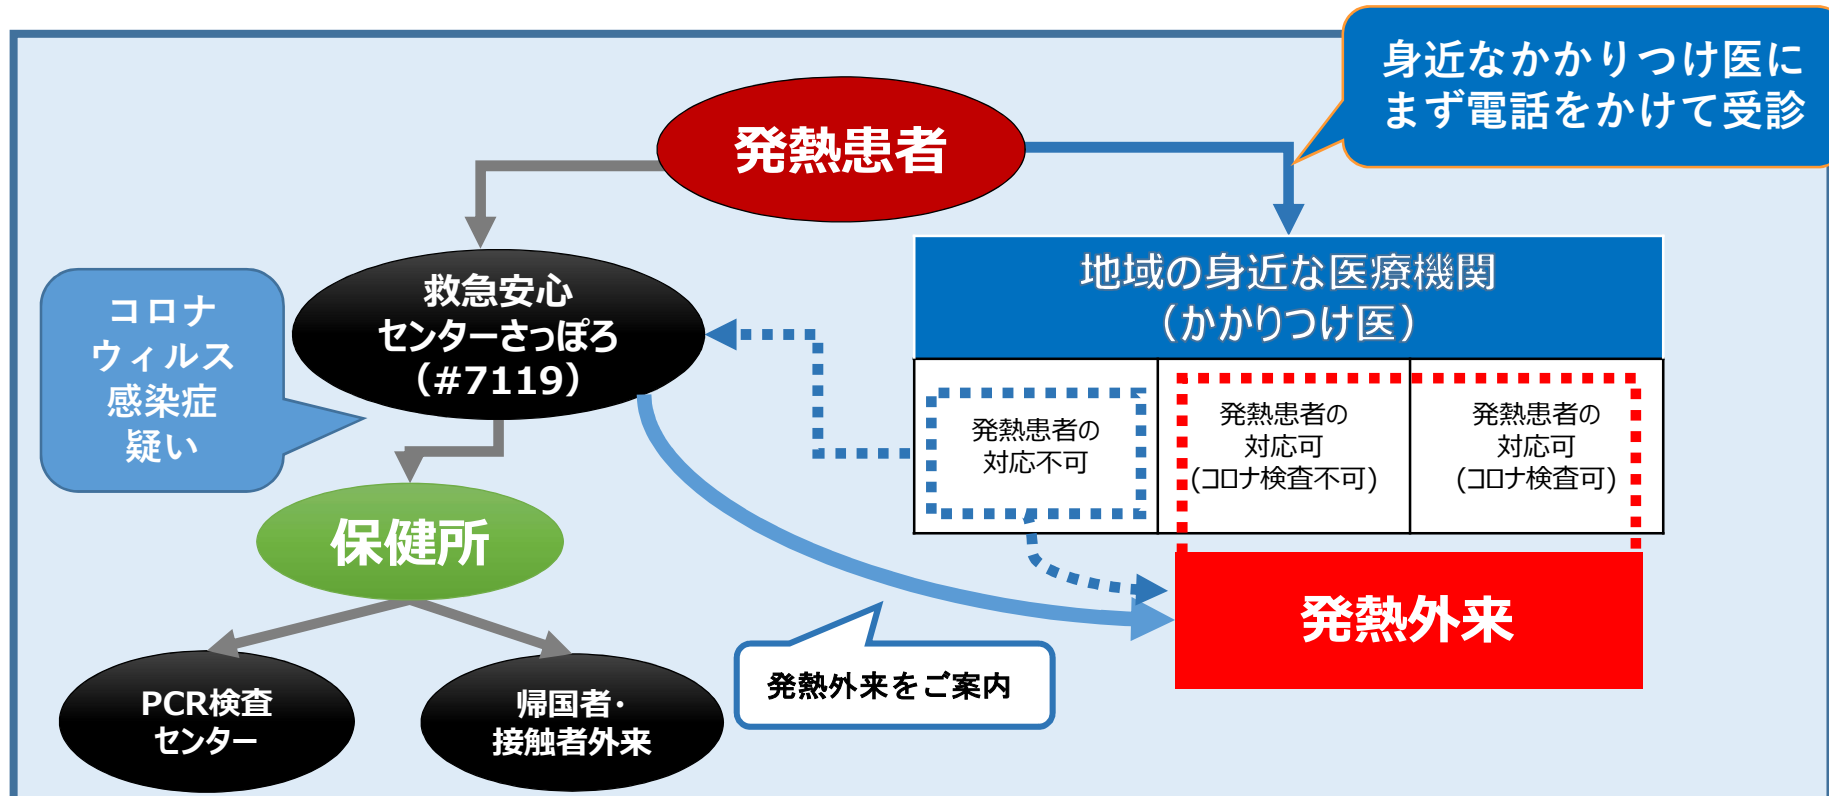 身近なかかりつけ医に
まず電話をかけて受診
発熱患者
地域の身近な医療機関
（かかりつけ医）
救急安心
センターさっぽろ
（#7119）
コロナ
ウィルス
感染症
疑い
発熱患者の
対応不可
発熱患者の
対応可
(コロナ検査不可)
発熱患者の
対応可
(コロナ検査可)
保健所
発熱外来
発熱外来をご案内
PCR検査
センター
帰国者・
接触者外来